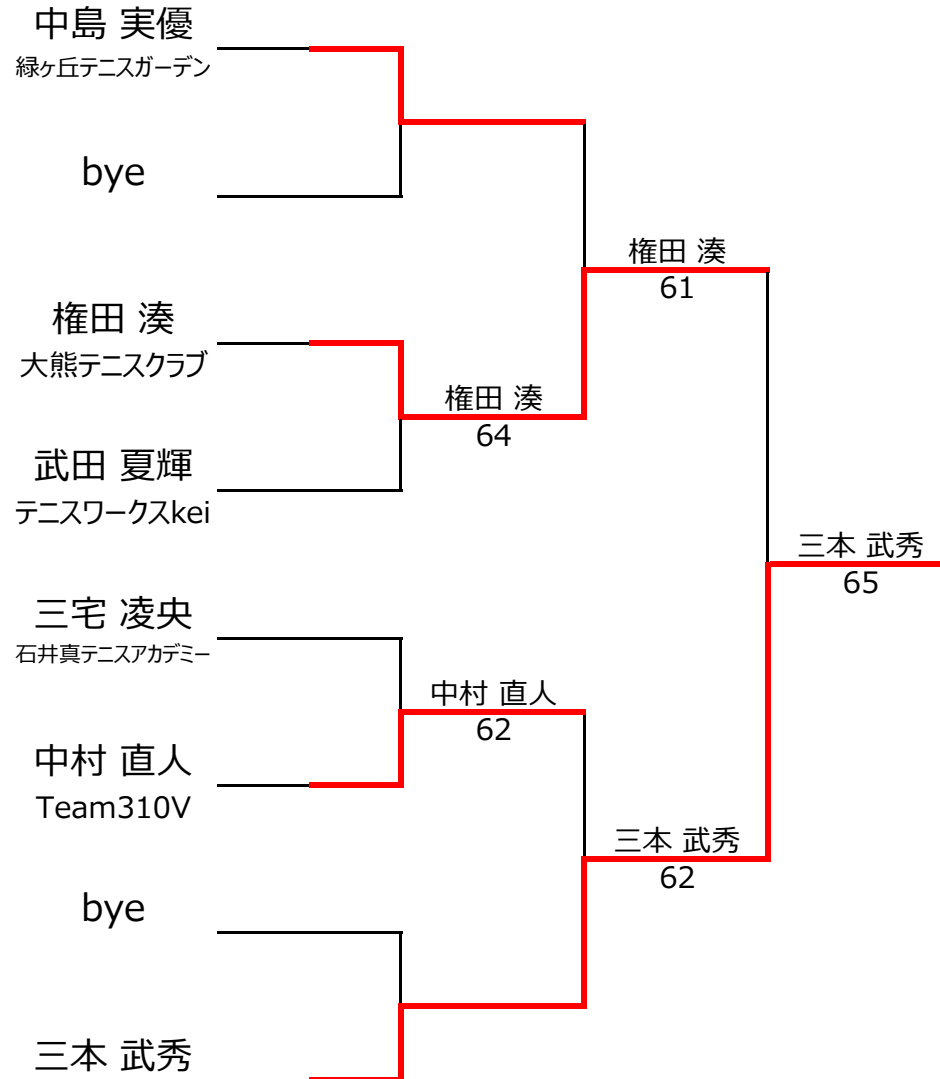 中島 実優
緑ヶ丘テニスガーデン
bye
権田 湊
61
権田 湊
大熊テニスクラブ
権田 湊
64
武田 夏輝
テニスワークスkei
三本 武秀
65
三宅 凌央
石井真テニスアカデミー
中村 直人
62
中村 直人
Team310V
三本 武秀
62
bye
三本 武秀